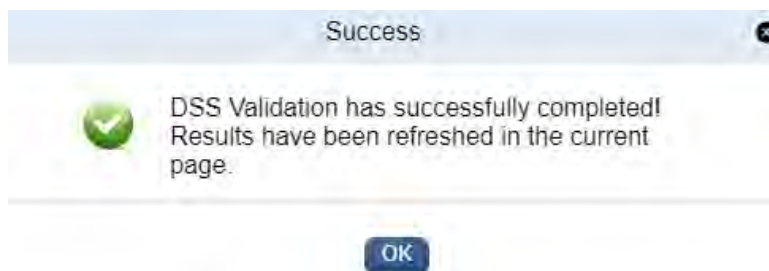 Success
DSS Validation has successfully completed!
Results have been refreshed in the current
page.
OK